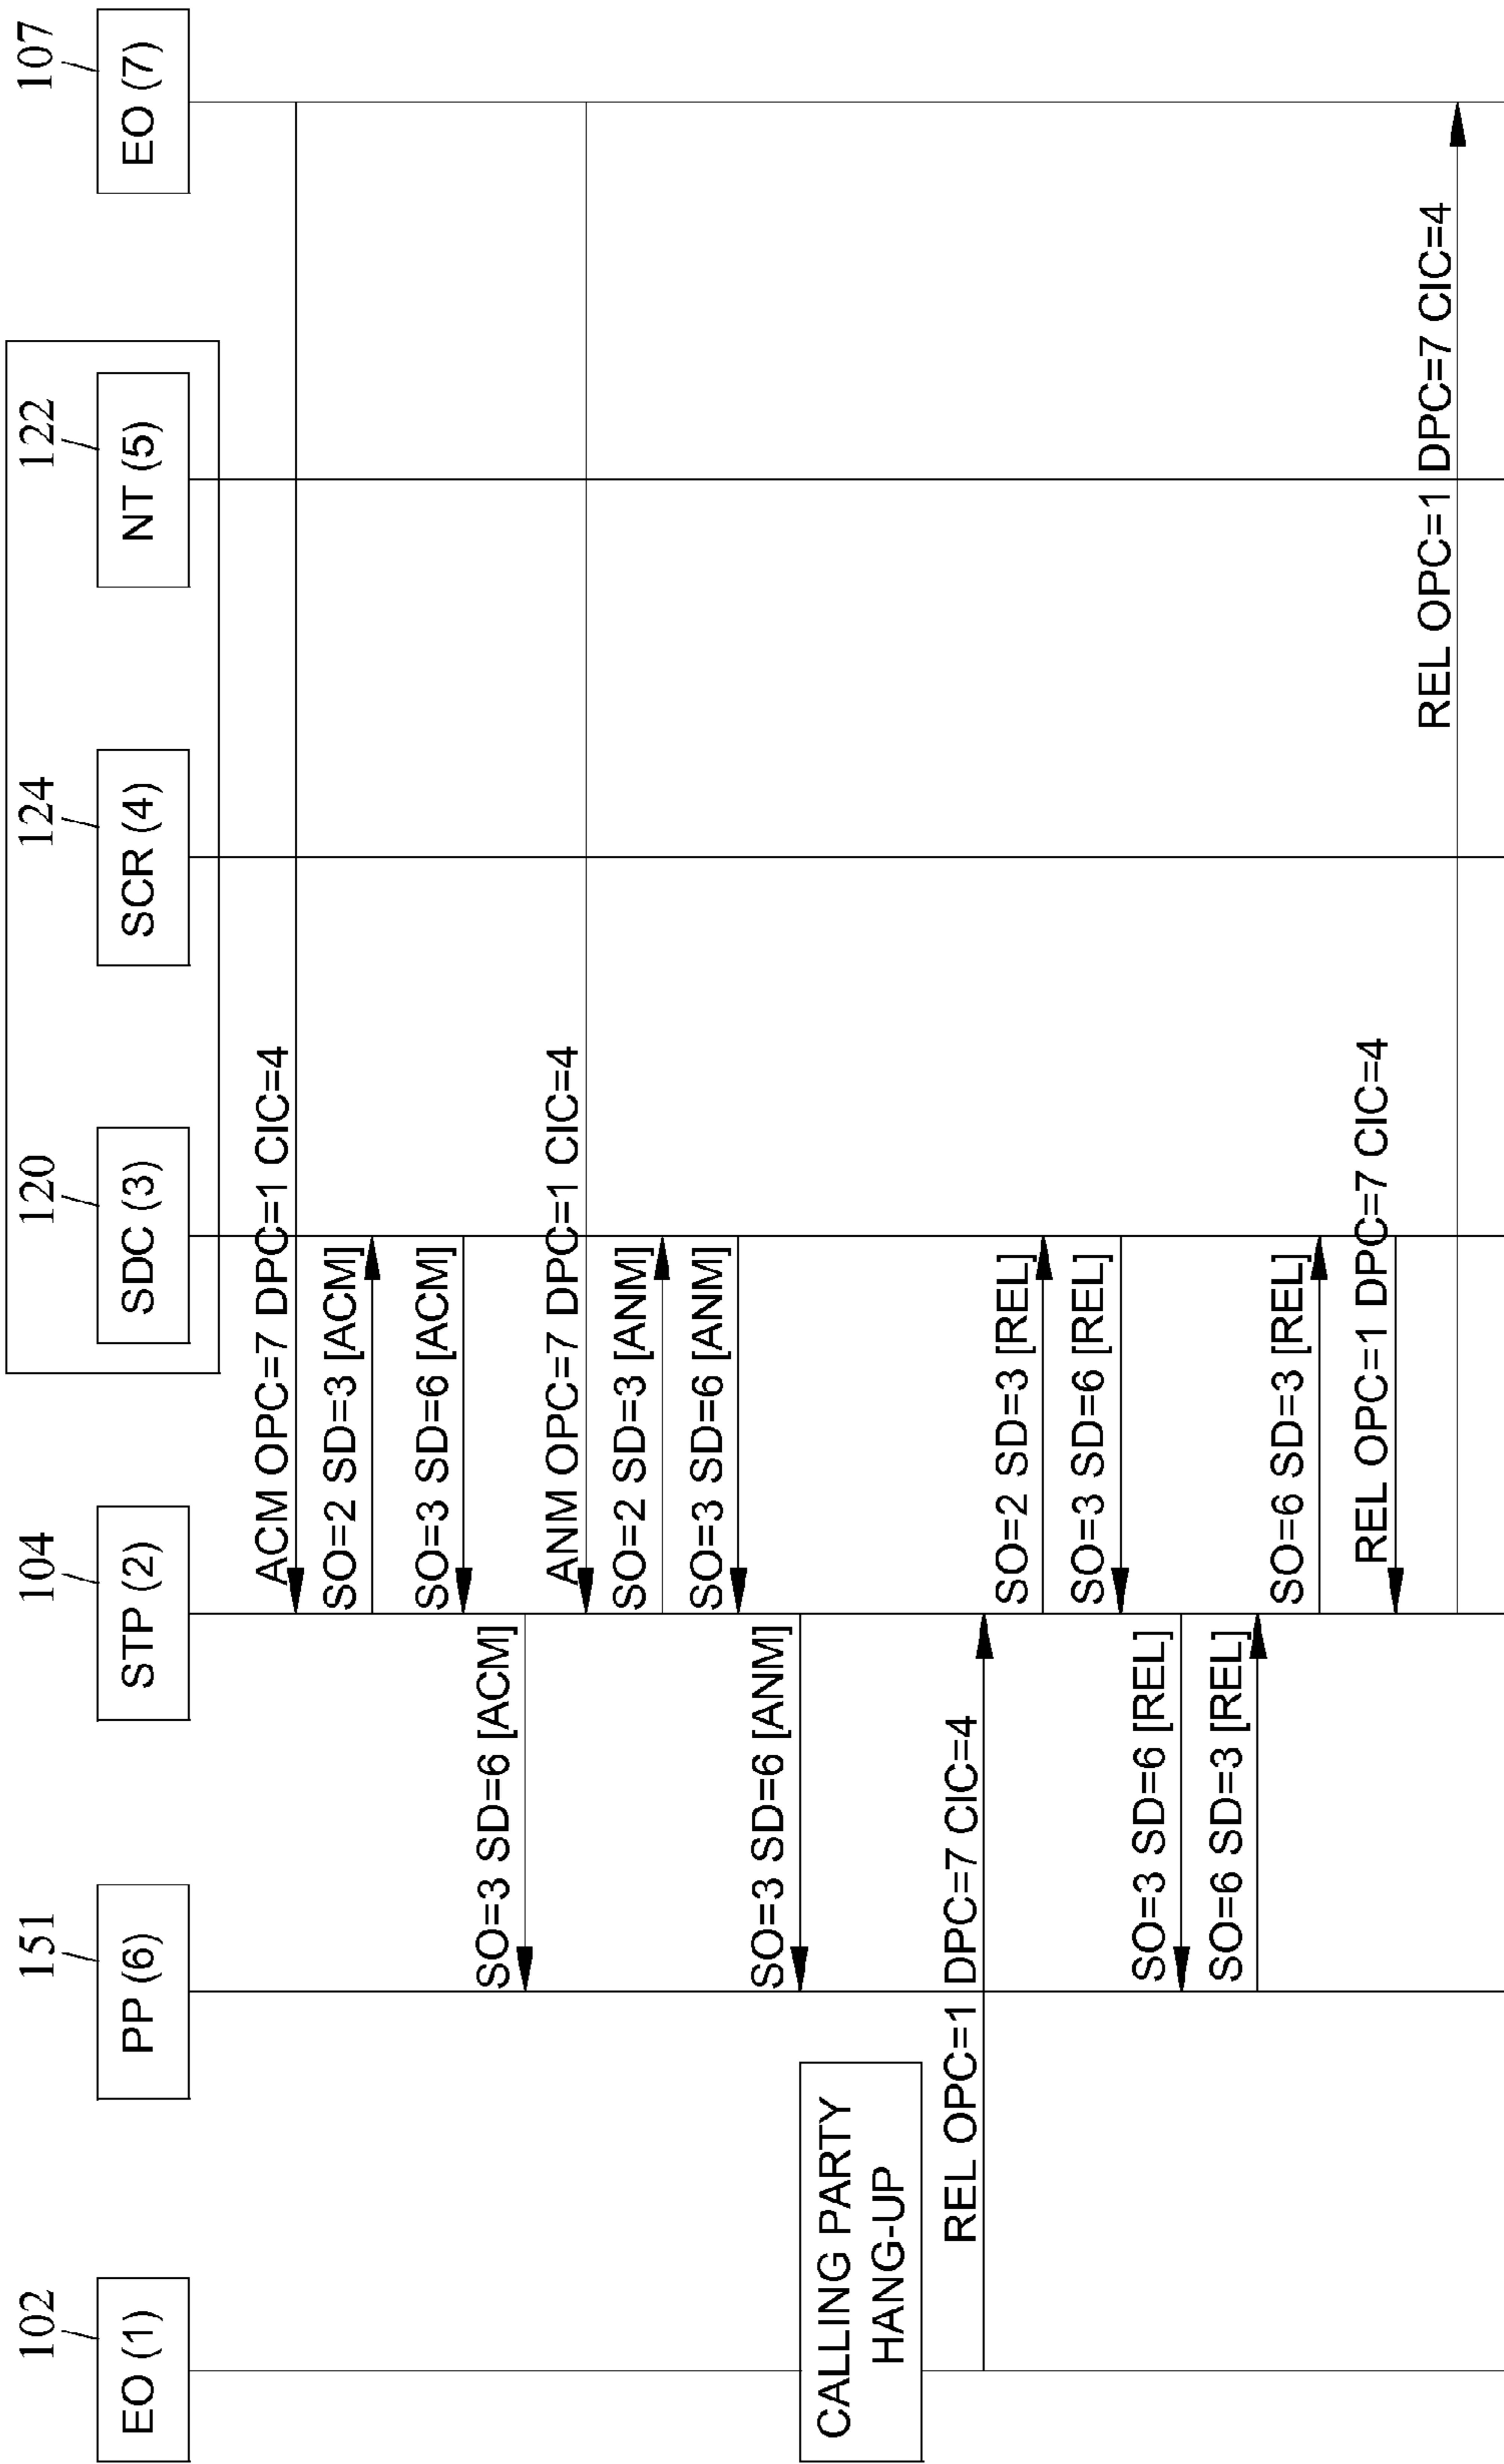 102
EO (1)
151
PP (6)
104
STP (2)
120
SDC (3)
124
SCR (4)
122
NT (5)
107
EO (7)
ACM OPC=7 DPC=1 CIC=4
SO=2 SD=3 [ACM]
SO=3 SD=6 [ACM]
SO=3 SD=6 [ACM]
ANM OPC=7 DPC=1 CIC=4
SO=2 SD=3 [ANM]
SO=3 SD=6 [ANM]
SO=3 SD=6 [ANM]
CALLING PARTY
HANG-UP
REL OPC=1 DPC=7 CIC=4
SO=2 SD=3 [REL]
SO=3 SD=6 [REL]
SO=3 SD=6 [REL]
SO=6 SD=3 [REL]
SO=6 SD=3 [REL]
REL OPC=1 DPC=7 CIC=4
REL OPC=1 DPC=7 CIC=4